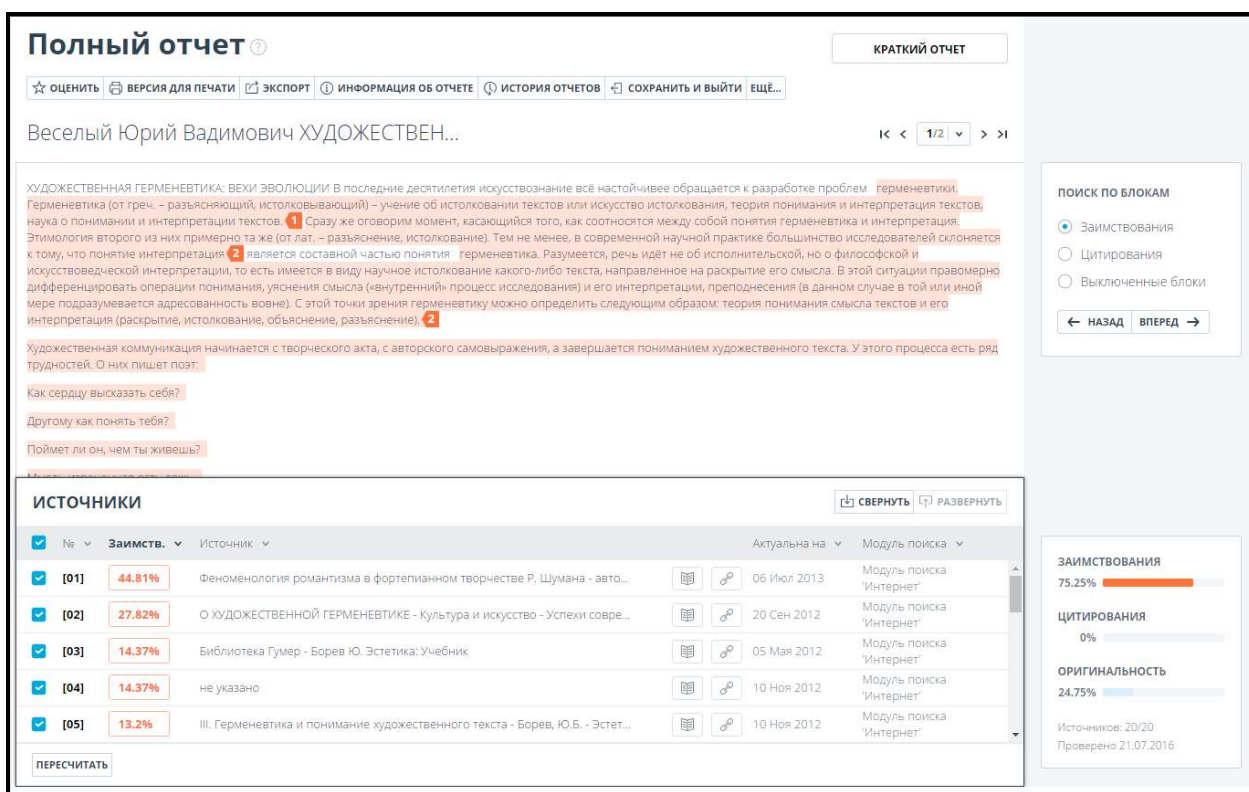 Полный отчет ?
КРАТКИЙ ОТЧЕТ
ОЦЕНИТЬ ВЕРСИЯ ДЛЯ ПЕЧАТИ ЭКСПОРТ ИНФОРМАЦИЯ ОБ ОТЧЕТЕ ИСТОРИЯ ОТЧЕТОВ СОХРАНИТЬ И ВЫЙТИ ЕЩЁ...
Веселый Юрий Вадимович ХУДОЖЕСТВЕН...
1/2
ХУДОЖЕСТВЕННАЯ ГЕРМЕНЕВТИКА: ВЕХИ ЭВОЛЮЦИИ В последние десятилетия искусствознание всё настойчивее обращается к разработке проблем герменевтики.
Герменевтика (от греч. – разъясняющий, истолковывающий) – учение об истолковании текстов или искусство истолкования, теория понимания и интерпретация текстов,
наука о понимании и интерпретации текстов. 1 Сразу же оговорим момент, касающийся того, как соотносятся между собой понятия герменевтика и интерпретация.
Этимология второго из них примерно та же (от лат. – разъяснение, истолкование). Тем не менее, в современной научной практике большинство исследователей склоняется
к тому, что понятие интерпретация 2 является составной частью понятия герменевтика. Разумеется, речь идёт не об исполнительской, но о философской и
искусствоведческой интерпретации, то есть имеется в виду научное истолкование какого-либо текста, направленное на раскрытие его смысла. В этой ситуации правомерно
дифференцировать операции понимания, уяснения смысла («внутренний» процесс исследования) и его интерпретации, преподнесения (в данном случае в той или иной
мере подразумевается адресованность вовне). С этой точки зрения герменевтику можно определить следующим образом: теория понимания смысла текстов и его
интерпретация (раскрытие, истолкование, объяснение, разъяснение). 2
Художественная коммуникация начинается с творческого акта, с авторского самовыражения, а завершается пониманием художественного текста. У этого процесса есть ряд
трудностей. О них пишет поэт:
Как сердцу высказать себя?
Другому как понять тебя?
Поймет ли он, чем ты живешь?
ПОИСК ПО БЛОКАМ
Заимствования
Цитирования
Выключенные блоки
НАЗАД ВПЕРЕД
ИСТОЧНИКИ
СВЕРНУТЬ РАЗВЕРНУТЬ
№ Заимств. Источник Актуальна на Модуль поиска
[01] 44.81% Феноменология романтизма в фортепианном творчестве Р. Шумана - авто... 06 Июл 2013 Модуль поиска
'Интернет'
[02] 27.82% О ХУДОЖЕСТВЕННОЙ ГЕРМЕНЕВТИКЕ - Культура и искусство - Успехи совре... 20 Сен 2012 Модуль поиска
'Интернет'
[03] 14.37% Библиотека Гумер - Борев Ю. Эстетика: Учебник 05 Мая 2012 Модуль поиска
'Интернет'
[04] 14.37% не указано 10 Ноя 2012 Модуль поиска
'Интернет'
[05] 13.2% III. Герменевтика и понимание художественного текста - Борев, Ю.Б. - Эстет... 10 Ноя 2012 Модуль поиска
'Интернет'
ПЕРЕСЧИТАТЬ
ЗАИМСТВОВАНИЯ
75.25%
ЦИТИРОВАНИЯ
0%
ОРИГИНАЛЬНОСТЬ
24.75%
Источников: 20/20
Проверено 21.07.2016